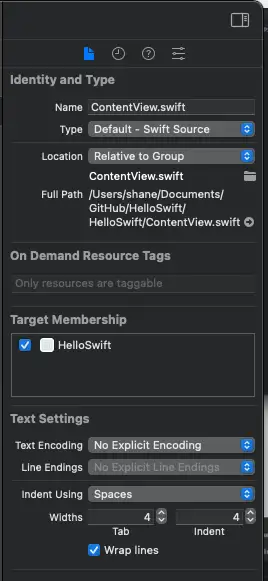 Identity and Type
Name ContentView.swift
Type Default - Swift Source
Location Relative to Group
ContentView.swift
Full Path /Users/shane/Documents/
GitHub/HelloSwift/
HelloSwift/ContentView.swift
On Demand Resource Tags
Only resources are taggable
Target Membership
HelloSwift
Text Settings
Text Encoding No Explicit Encoding
Line Endings No Explicit Line Endings
Indent Using Spaces
Widths 4 4
Tab Indent
Wrap lines